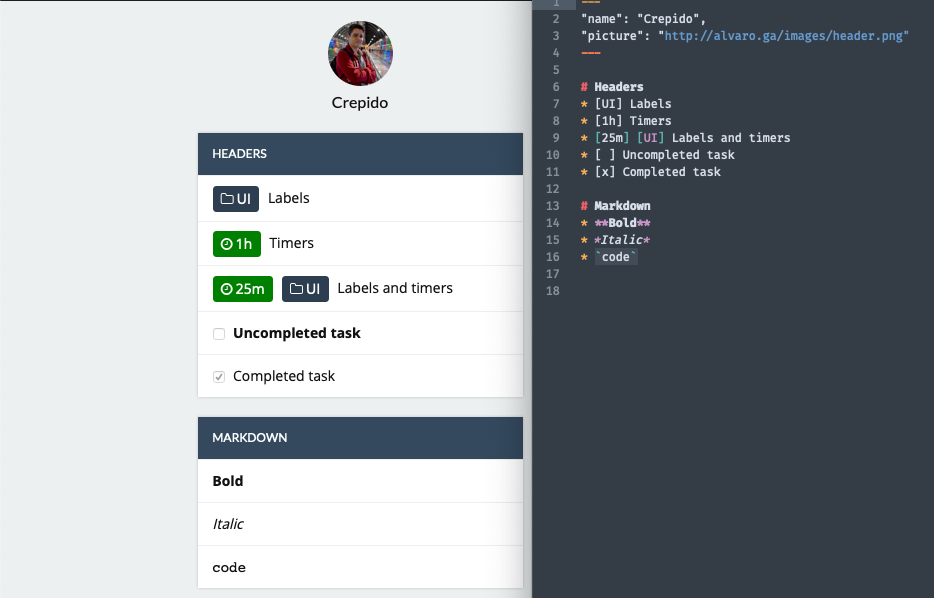 Crepido
HEADERS
UI Labels
1h Timers
25m UI Labels and timers
Uncompleted task
Completed task
MARKDOWN
Bold
Italic
code
1 ---
2 "name": "Crepido",
3 "picture": "http://alvaro.ga/images/header.png"
4 ---
5
6 # Headers
7 * [UI] Labels
8 * [1h] Timers
9 * [25m] [UI] Labels and timers
10 * [ ] Uncompleted task
11 * [x] Completed task
12
13 # Markdown
14 * **Bold**
15 * *Italic*
16 * `code`
17
18